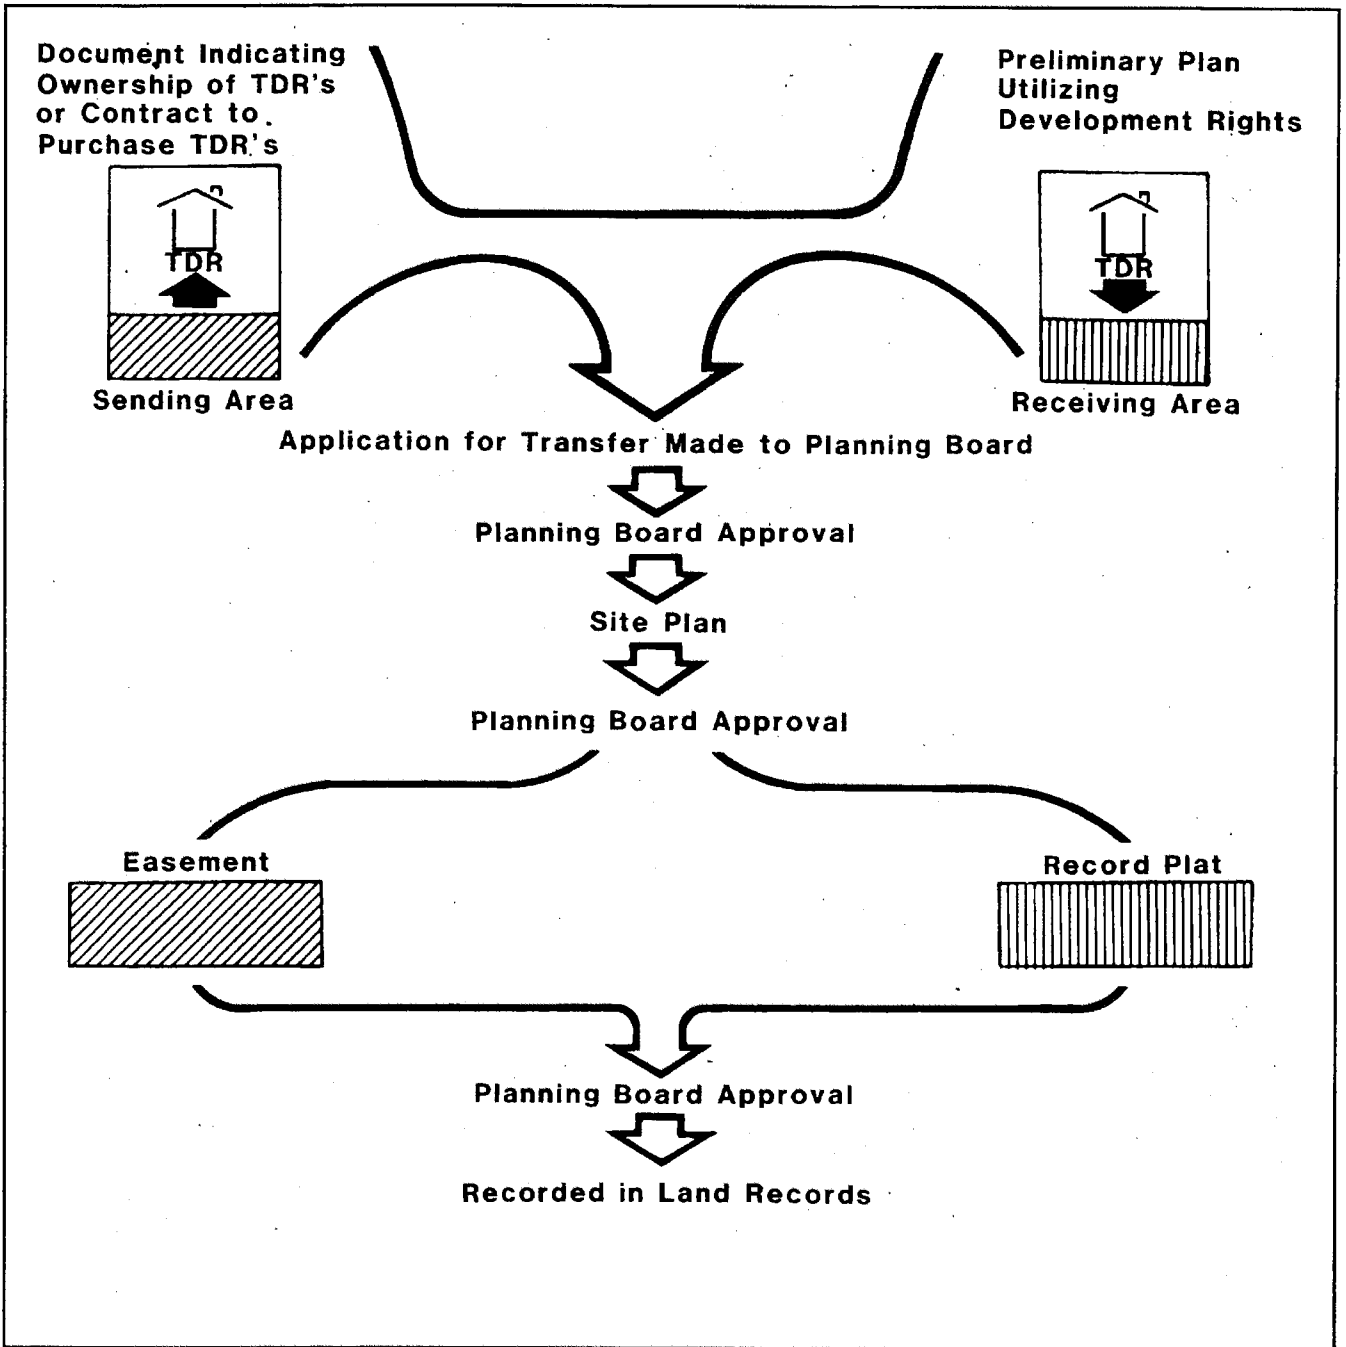 Document Indicating
Ownership of TDR's
or Contract to.
Purchase TDR's
TDR
Sending Area
Preliminary Plan
Utilizing
Development Rights
TDR
Receiving Area
Application for Transfer Made to Planning Board
Planning Board Approval
Site Plan
Planning Board Approval
Easement
Record Plat
Planning Board Approval
Recorded in Land Records